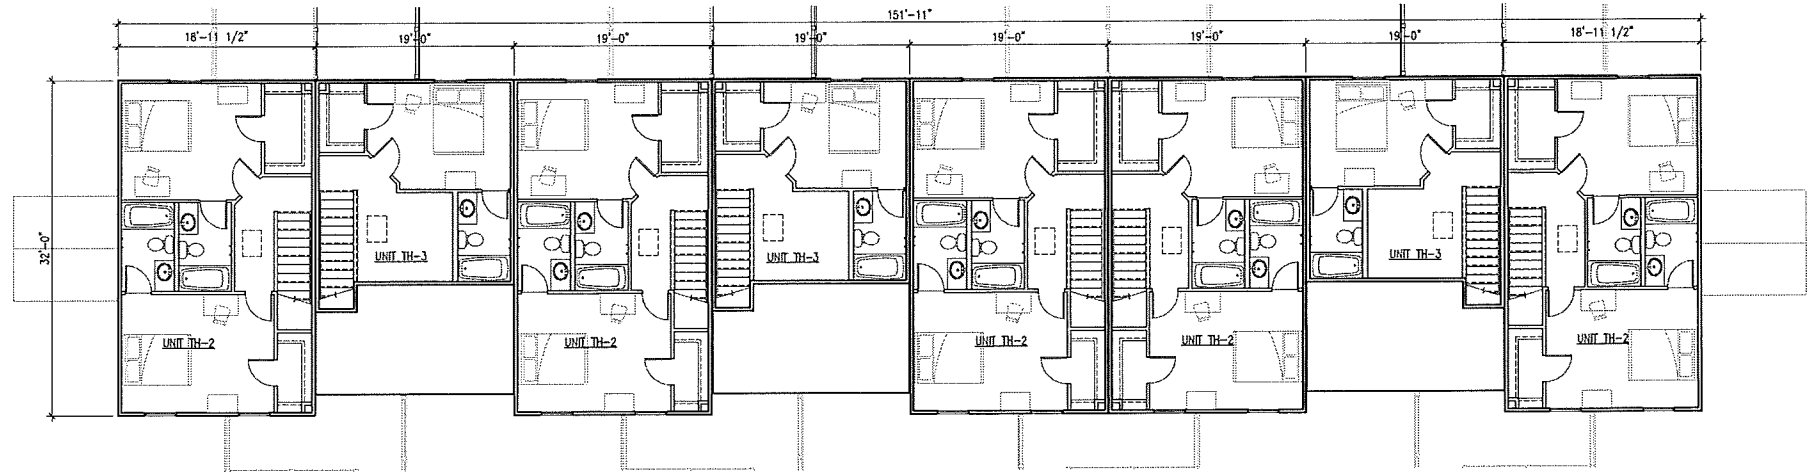 151'-11"
18'-11 1/2" 19'-0" 19'-0" 19'-0" 19'-0" 19'-0" 19'-0" 18'-11 1/2"
32'-0"
UNIT TH-3 UNIT TH-3 UNIT TH-3
UNIT TH-2 UNIT TH-2 UNIT TH-2 UNIT TH-2 UNIT TH-2